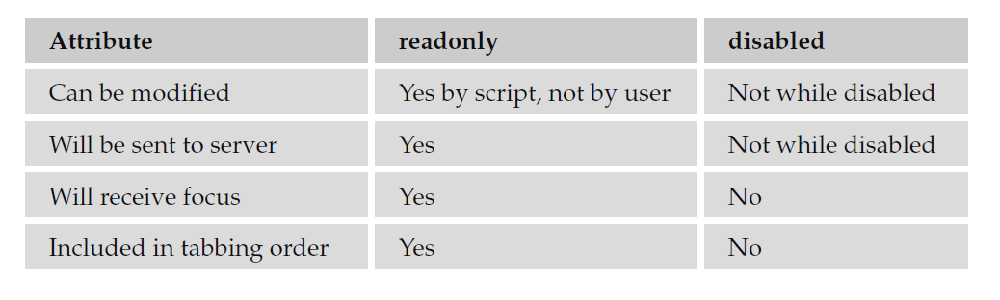 Attribute readonly disabled
Can be modified Yes by script, not by user Not while disabled
Will be sent to server Yes Not while disabled
Will receive focus Yes No
Included in tabbing order Yes No